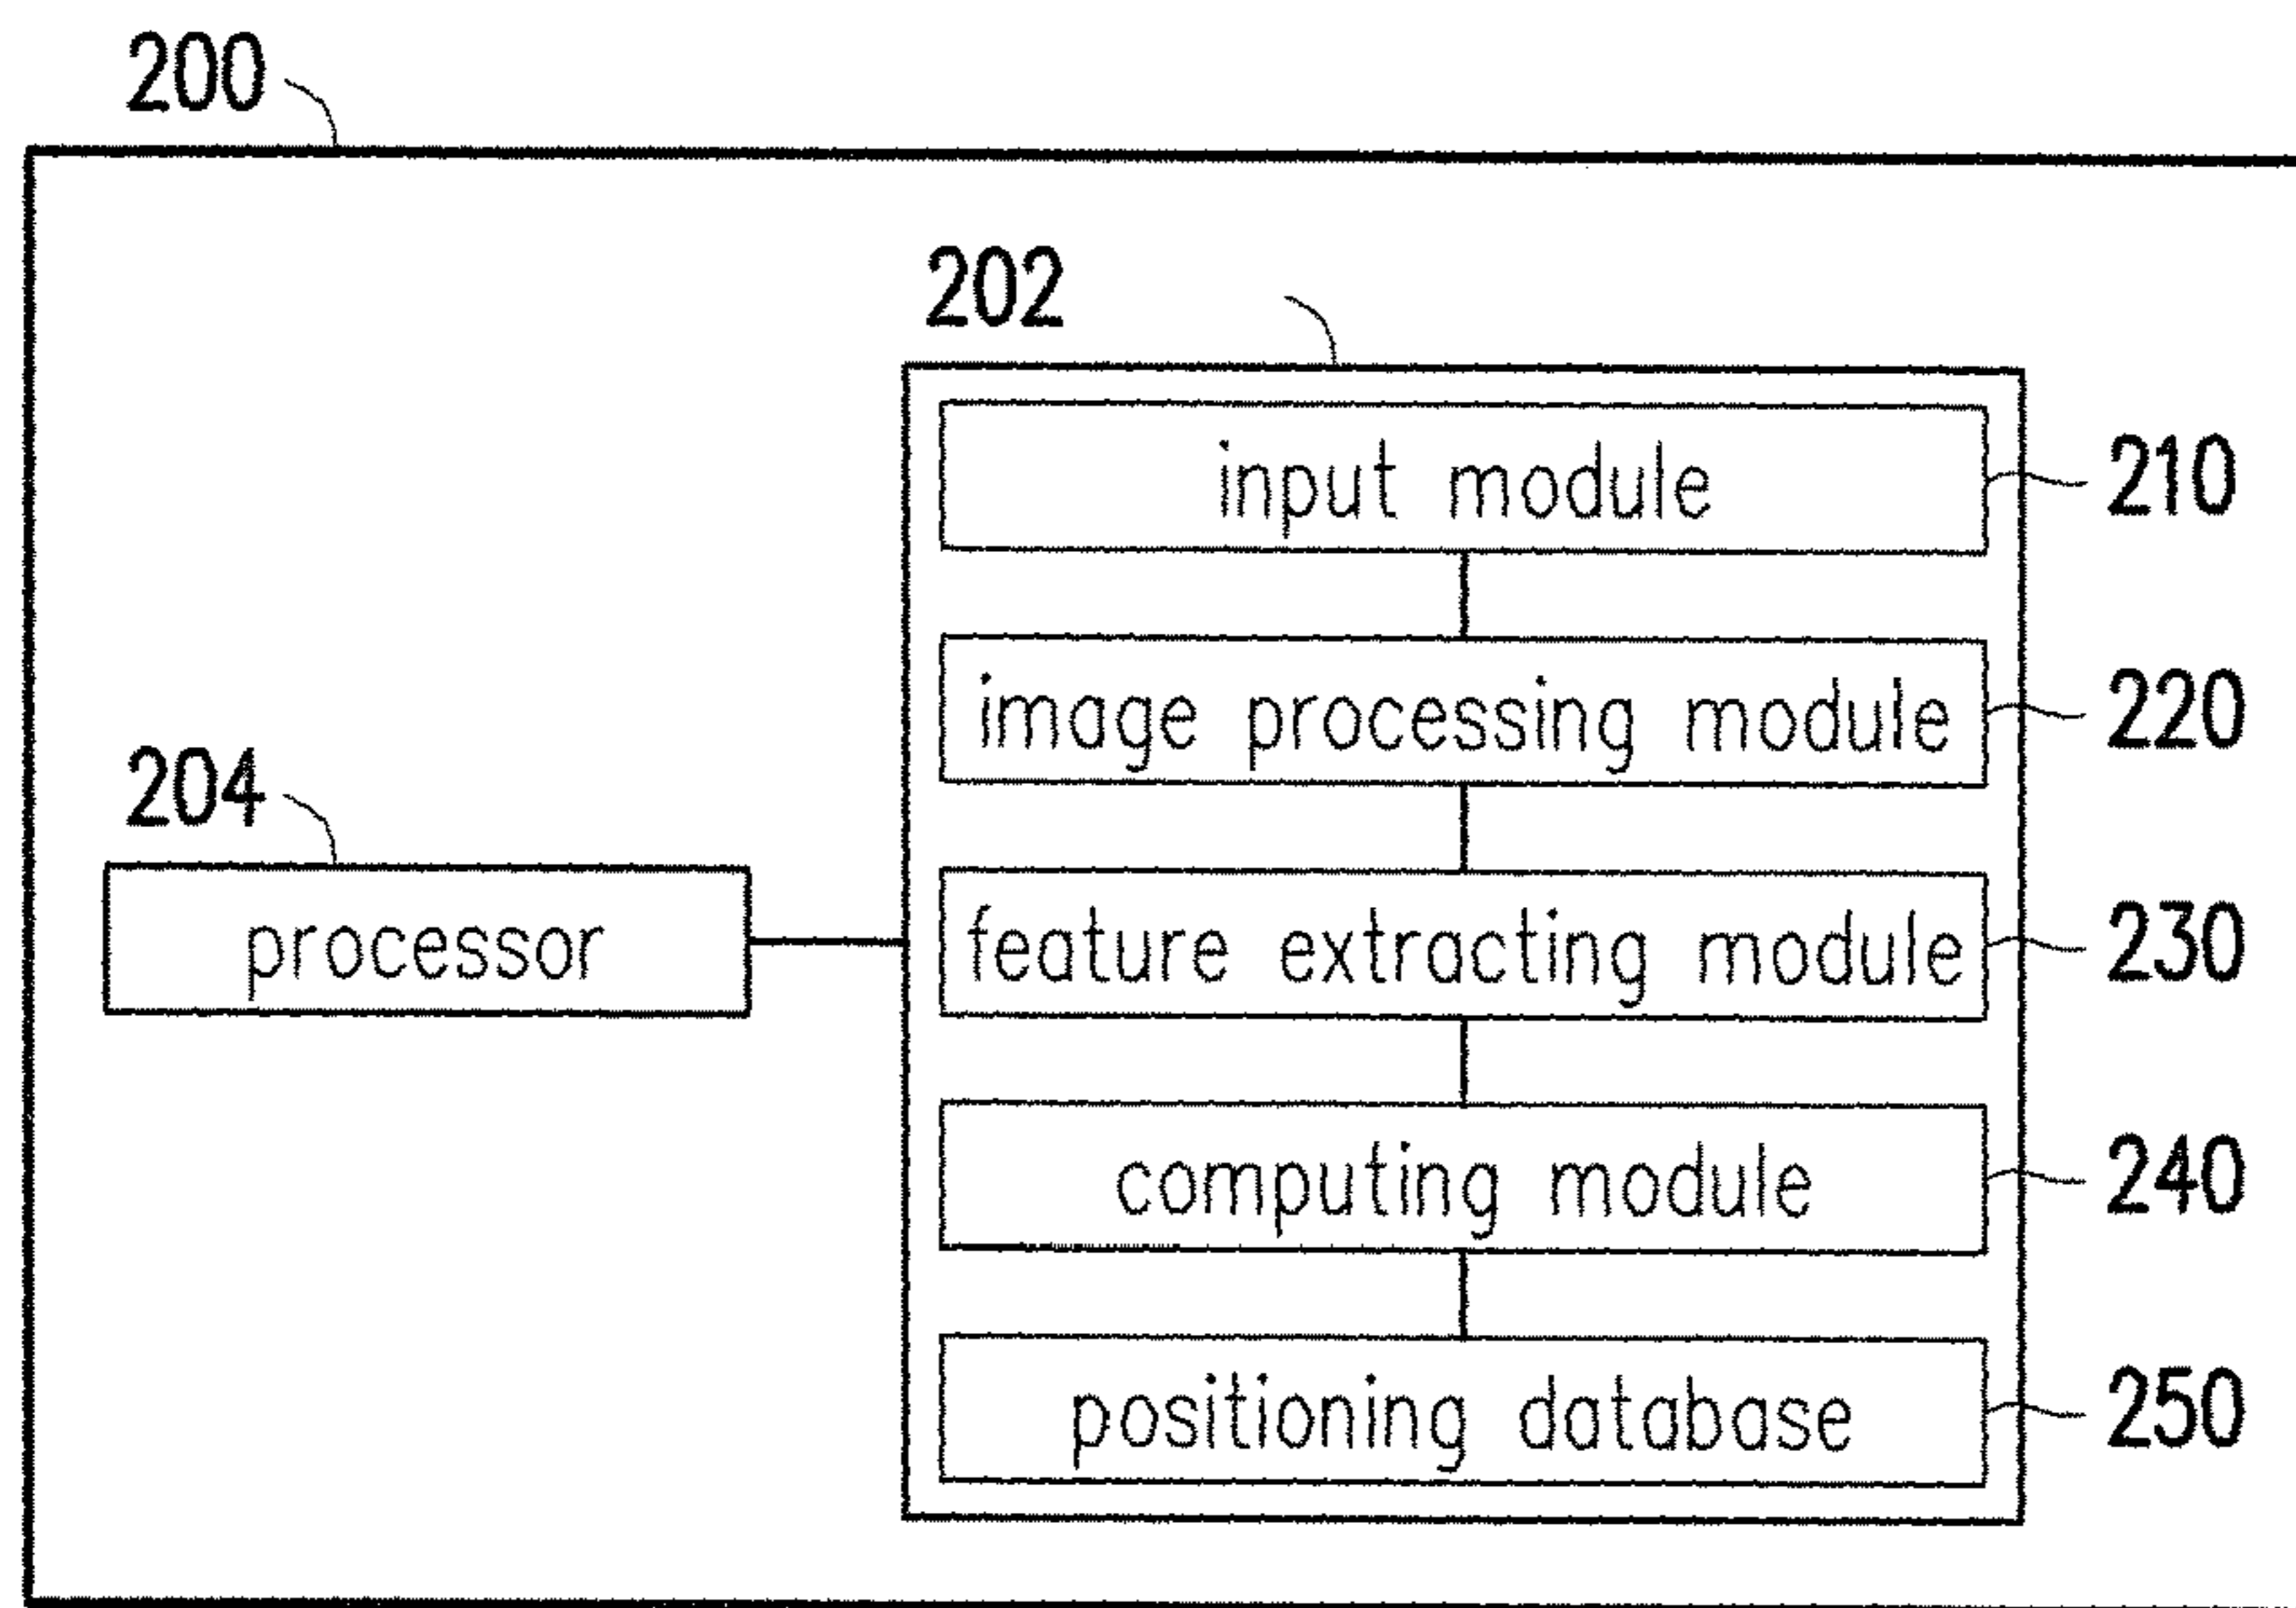 200
202
input module 210
image processing module 220
204
processor
feature extracting module 230
computing module 240
positioning database 250